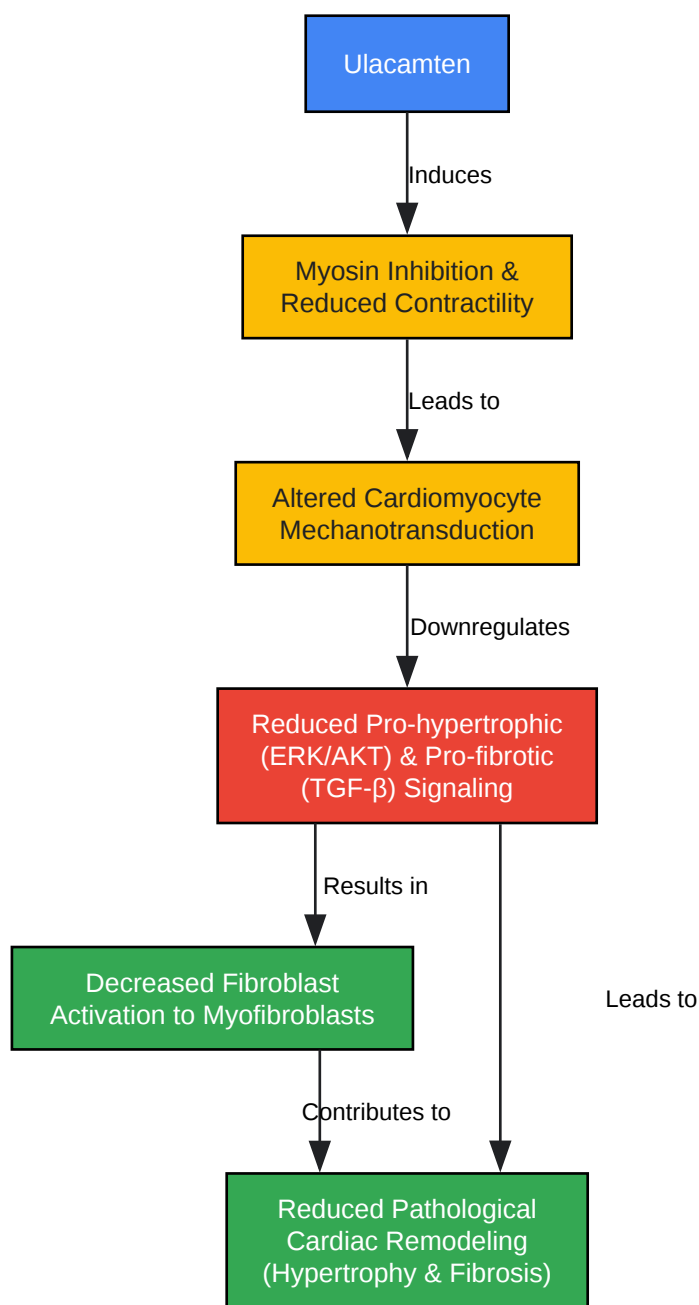 Ulacamten
Induces
Myosin Inhibition &
Reduced Contractility
Leads to
Altered Cardiomyocyte
Mechanotransduction
Downregulates
Reduced Pro-hypertrophic
(ERK/AKT) & Pro-fibrotic
(TGF-β) Signaling
Results in
Decreased Fibroblast
Activation to Myofibroblasts
Leads to
Contributes to
Reduced Pathological
Cardiac Remodeling
(Hypertrophy & Fibrosis)